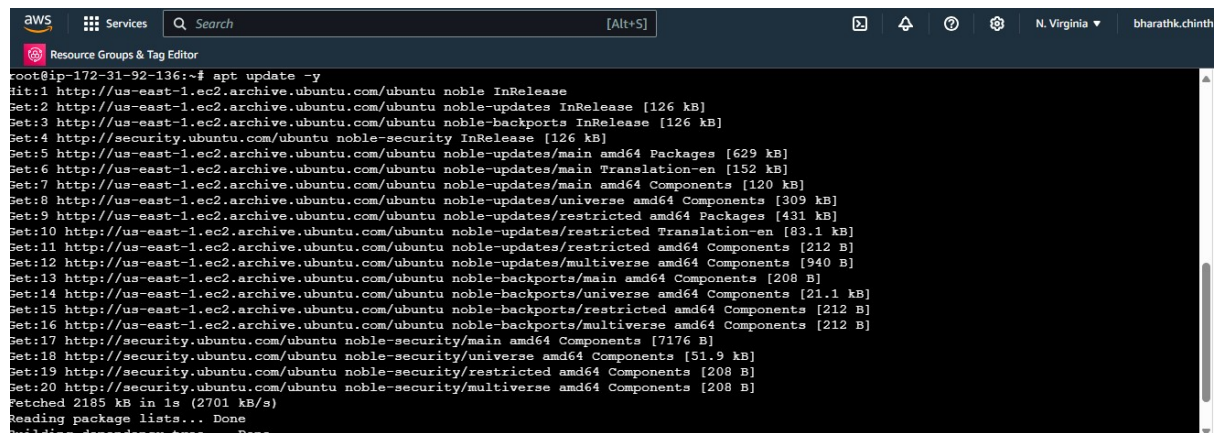 aws Services Search [Alt+S] N. Virginia ▼ bharathk.chinth
Resource Groups & Tag Editor
root@ip-172-31-92-136:~# apt update -y
Hit:1 http://us-east-1.ec2.archive.ubuntu.com/ubuntu noble InRelease
Get:2 http://us-east-1.ec2.archive.ubuntu.com/ubuntu noble-updates InRelease [126 kB]
Get:3 http://us-east-1.ec2.archive.ubuntu.com/ubuntu noble-backports InRelease [126 kB]
Get:4 http://security.ubuntu.com/ubuntu noble-security InRelease [126 kB]
Get:5 http://us-east-1.ec2.archive.ubuntu.com/ubuntu noble-updates/main amd64 Packages [629 kB]
Get:6 http://us-east-1.ec2.archive.ubuntu.com/ubuntu noble-updates/main Translation-en [152 kB]
Get:7 http://us-east-1.ec2.archive.ubuntu.com/ubuntu noble-updates/main amd64 Components [120 kB]
Get:8 http://us-east-1.ec2.archive.ubuntu.com/ubuntu noble-updates/universe amd64 Components [309 kB]
Get:9 http://us-east-1.ec2.archive.ubuntu.com/ubuntu noble-updates/restricted amd64 Packages [431 kB]
Get:10 http://us-east-1.ec2.archive.ubuntu.com/ubuntu noble-updates/restricted Translation-en [83.1 kB]
Get:11 http://us-east-1.ec2.archive.ubuntu.com/ubuntu noble-updates/restricted amd64 Components [212 B]
Get:12 http://us-east-1.ec2.archive.ubuntu.com/ubuntu noble-updates/multiverse amd64 Components [940 B]
Get:13 http://us-east-1.ec2.archive.ubuntu.com/ubuntu noble-backports/main amd64 Components [208 B]
Get:14 http://us-east-1.ec2.archive.ubuntu.com/ubuntu noble-backports/universe amd64 Components [21.1 kB]
Get:15 http://us-east-1.ec2.archive.ubuntu.com/ubuntu noble-backports/restricted amd64 Components [212 B]
Get:16 http://us-east-1.ec2.archive.ubuntu.com/ubuntu noble-backports/multiverse amd64 Components [212 B]
Get:17 http://security.ubuntu.com/ubuntu noble-security/main amd64 Components [7176 B]
Get:18 http://security.ubuntu.com/ubuntu noble-security/universe amd64 Components [51.9 kB]
Get:19 http://security.ubuntu.com/ubuntu noble-security/restricted amd64 Components [208 B]
Get:20 http://security.ubuntu.com/ubuntu noble-security/multiverse amd64 Components [208 B]
Fetched 2185 kB in 1s (2701 kB/s)
Reading package lists... Done
Building dependency tree... Done